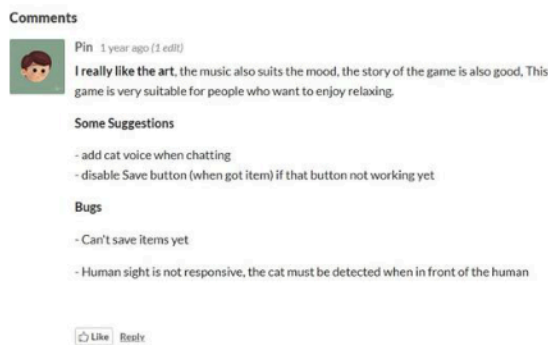 Comments
Pin 1 year ago (1 edit)
I really like the art, the music also suits the mood, the story of the game is also good, This
game is very suitable for people who want to enjoy relaxing.
Some Suggestions
- add cat voice when chatting
- disable Save button (when got item) if that button not working yet
Bugs
- Can't save items yet
- Human sight is not responsive, the cat must be detected when in front of the human
Like Reply